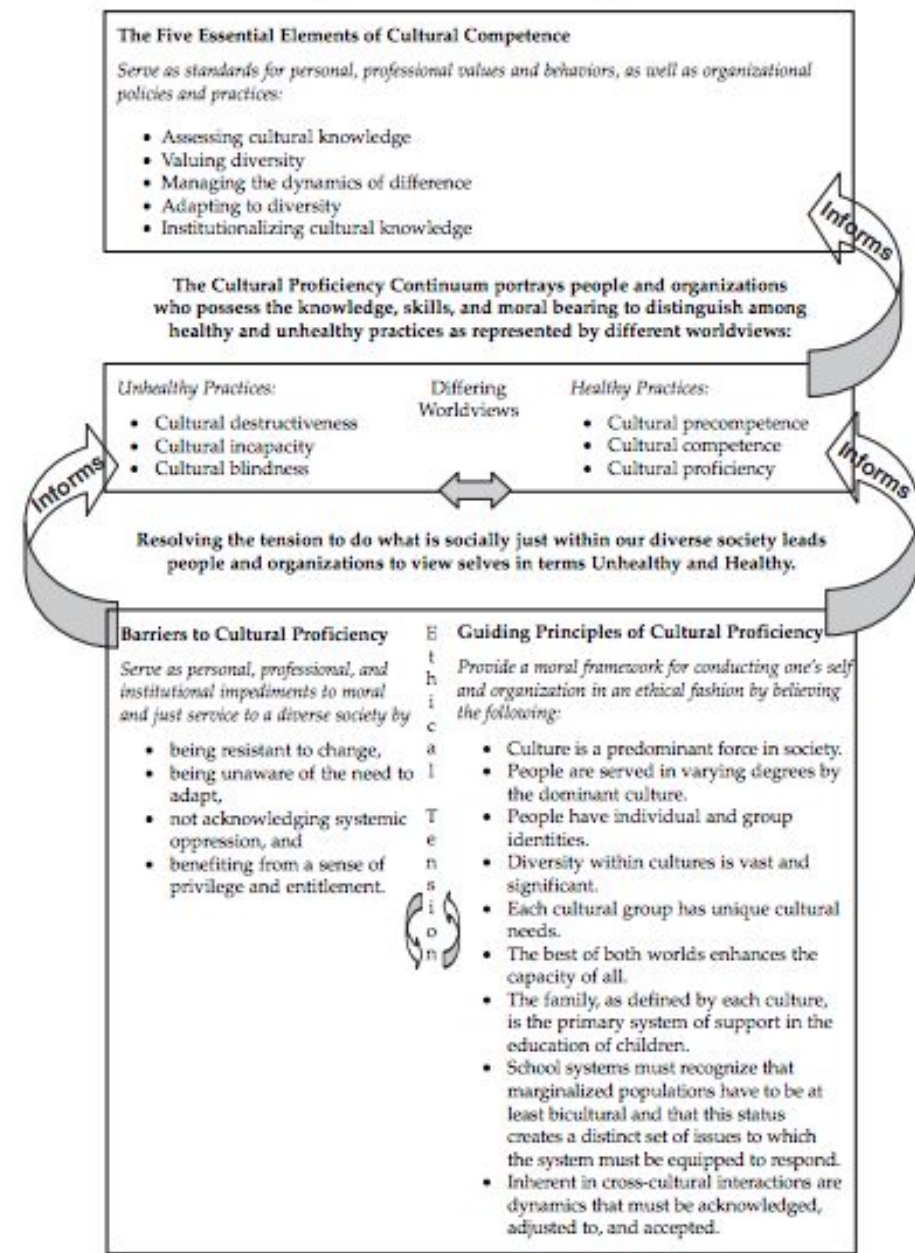 The Five Essential Elements of Cultural Competence
Serve as standards for personal, professional values and behaviors, as well as organizational
policies and practices:
• Assessing cultural knowledge
• Valuing diversity
• Managing the dynamics of difference
• Adapting to diversity
• Institutionalizing cultural knowledge
Informs
The Cultural Proficiency Continuum portrays people and organizations
who possess the knowledge, skills, and moral bearing to distinguish among
healthy and unhealthy practices as represented by different worldviews:
Unhealthy Practices:
• Cultural destructiveness
• Cultural incapacity
• Cultural blindness
Differing
Worldviews
Healthy Practices:
• Cultural precompetence
• Cultural competence
• Cultural proficiency
Informs
Informs
Resolving the tension to do what is socially just within our diverse society leads
people and organizations to view selves in terms Unhealthy and Healthy.
Barriers to Cultural Proficiency
Serve as personal, professional, and
institutional impediments to moral
and just service to a diverse society by
• being resistant to change,
• being unaware of the need to
adapt,
• not acknowledging systemic
oppression, and
• benefiting from a sense of
privilege and entitlement.
Ethical Tension
Guiding Principles of Cultural Proficiency
Provide a moral framework for conducting one's self
and organization in an ethical fashion by believing
the following:
• Culture is a predominant force in society.
• People are served in varying degrees by
the dominant culture.
• People have individual and group
identities.
• Diversity within cultures is vast and
significant.
• Each cultural group has unique cultural
needs.
• The best of both worlds enhances the
capacity of all.
• The family, as defined by each culture,
is the primary system of support in the
education of children.
• School systems must recognize that
marginalized populations have to be at
least bicultural and that this status
creates a distinct set of issues to which
the system must be equipped to respond.
• Inherent in cross-cultural interactions are
dynamics that must be acknowledged,
adjusted to, and accepted.